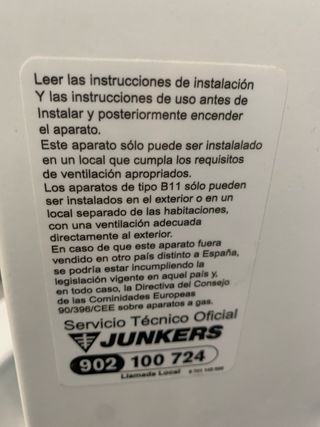 Leer las instrucciones de instalación
Y las instrucciones de uso antes de
Instalar y posteriormente encender
el aparato.
Este aparato sólo puede ser instalalado
en un local que cumpla los requisitos
de ventilación apropriados.
Los aparatos de tipo B11 sólo pueden
ser instalados en el exterior o en un
local separado de las habitaciones,
con una ventilación adecuada
directamente al exterior.
En caso de que este aparato fuera
vendido en otro país distinto a España,
se podría estar incumpliendo la
legislación vigente en aquel país y,
en todo caso, la Directiva del Consejo
de las Cominidades Europeas
90/396/CEE sobre aparatos a gas.
Servicio Técnico Oficial
JUNKERS
902 100 724
Llamada Local